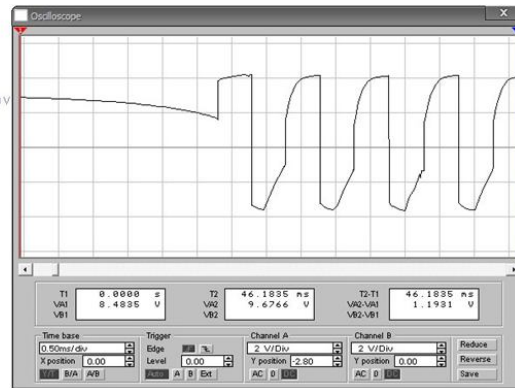 Oscilloscope
X
1
T1 0.0000 s
VA1 8.4835 V
VB1
T2 46.1835 ms
VA2 9.6766 V
VB2
T2-T1 46.1835 ms
VA2-VA1 1.1931 V
VB2-VB1
Time base
0.50ms/div
X position 0.00
Y/T B/A A/B
Trigger
Edge
Level 0.00
Auto A B Ext
Channel A
2 V/Div
Y position -2.80
AC 0 DC
Channel B
2 V/Div
Y position 0.00
AC 0 DC
Reduce
Reverse
Save